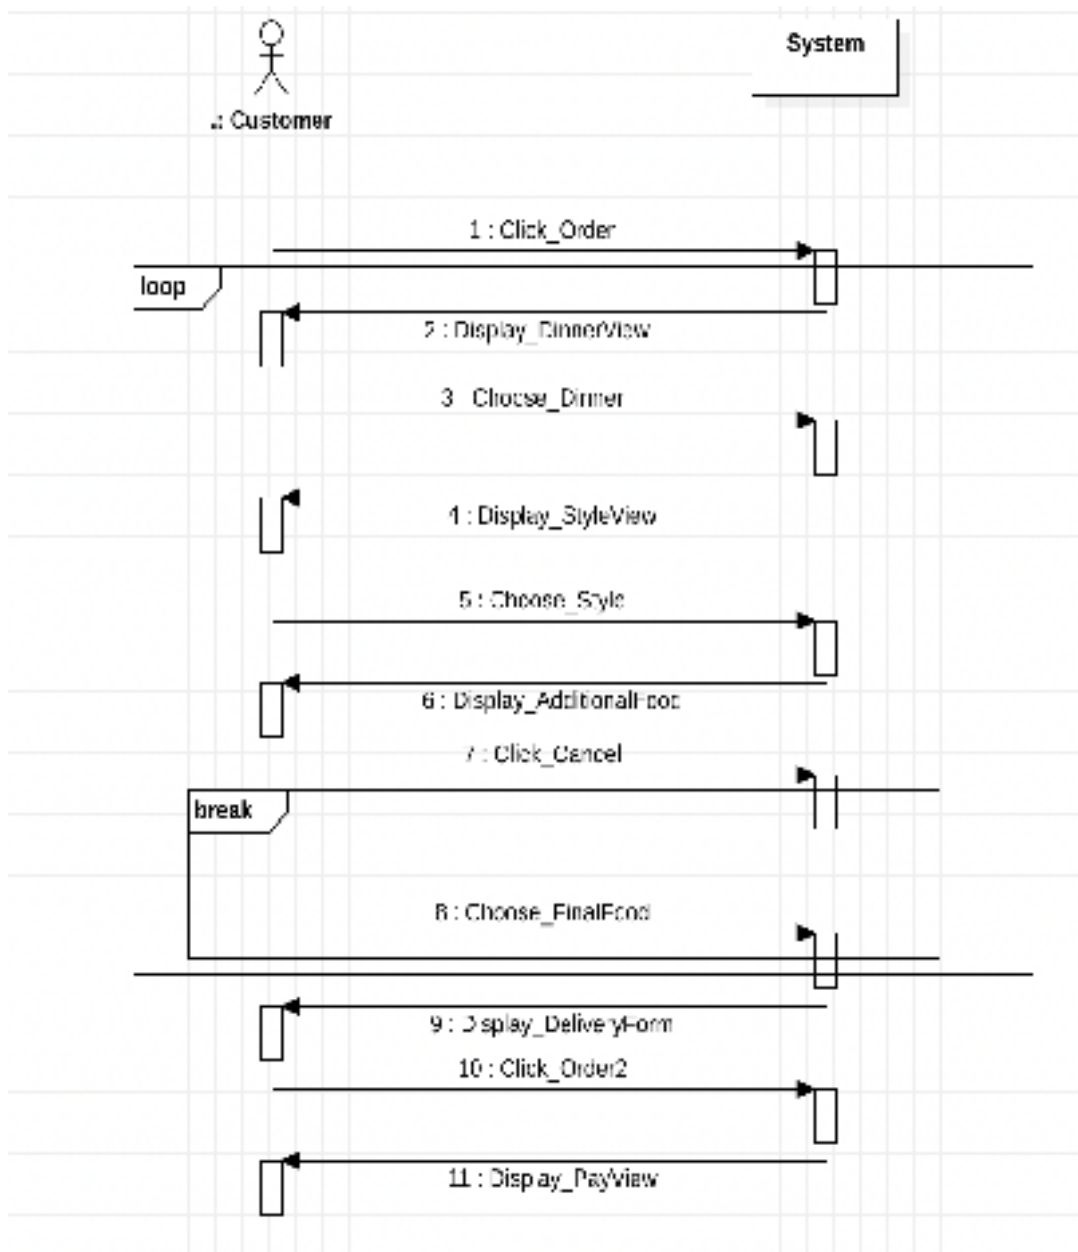 System
.: Customer
1 : Click_Order
loop
2 : Display_DinnerView
3 : Choose_Dinner
4 : Display_StyleView
5 : Choose_Style
6 : Display_AdditionalFood
7 : Click_Cancel
break
8 : Choose_FinalFood
9 : Display_DeliveryForm
10 : Click_Order2
11 : Display_PayView